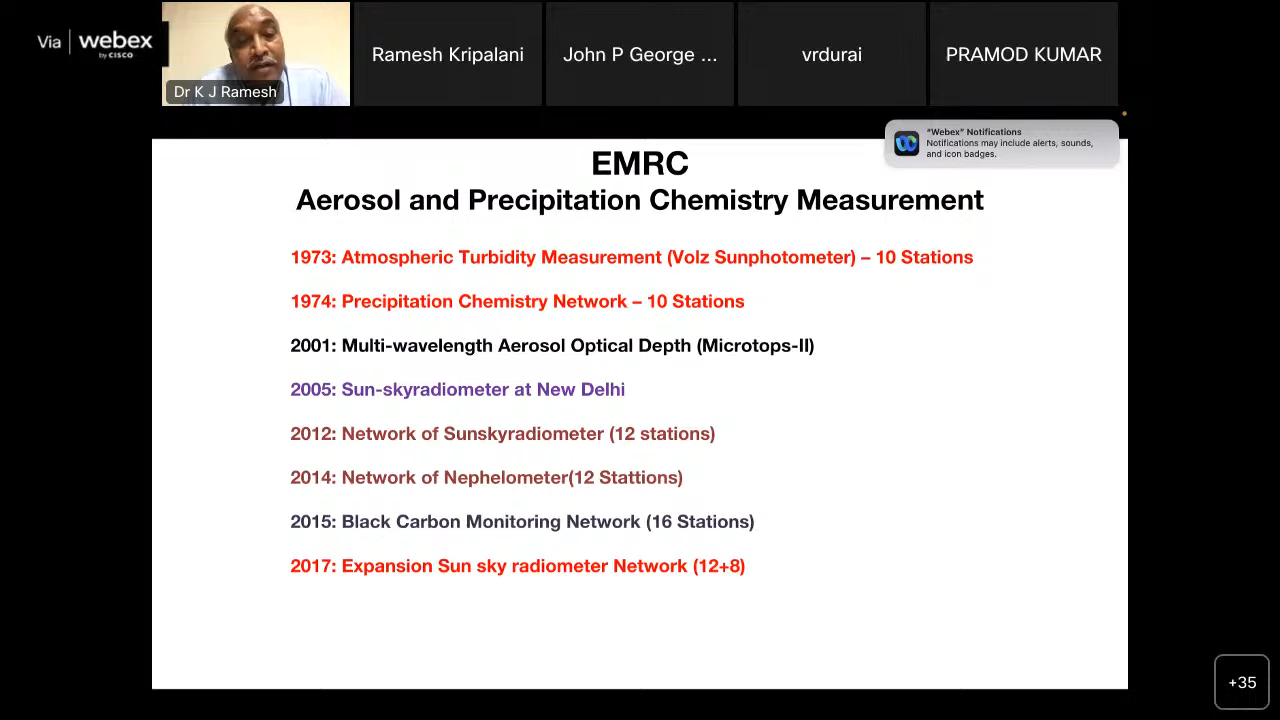 Via webex
by CISCO
Dr K J Ramesh
Ramesh Kripalani
John P George ...
vrdurai
PRAMOD KUMAR
"Webex" Notifications
Notifications may include alerts, sounds,
and icon badges.
EMRC
Aerosol and Precipitation Chemistry Measurement
1973: Atmospheric Turbidity Measurement (Volz Sunphotometer) – 10 Stations
1974: Precipitation Chemistry Network – 10 Stations
2001: Multi-wavelength Aerosol Optical Depth (Microtops-II)
2005: Sun-skyradiometer at New Delhi
2012: Network of Sunskyradiometer (12 stations)
2014: Network of Nephelometer(12 Stattions)
2015: Black Carbon Monitoring Network (16 Stations)
2017: Expansion Sun sky radiometer Network (12+8)
+35